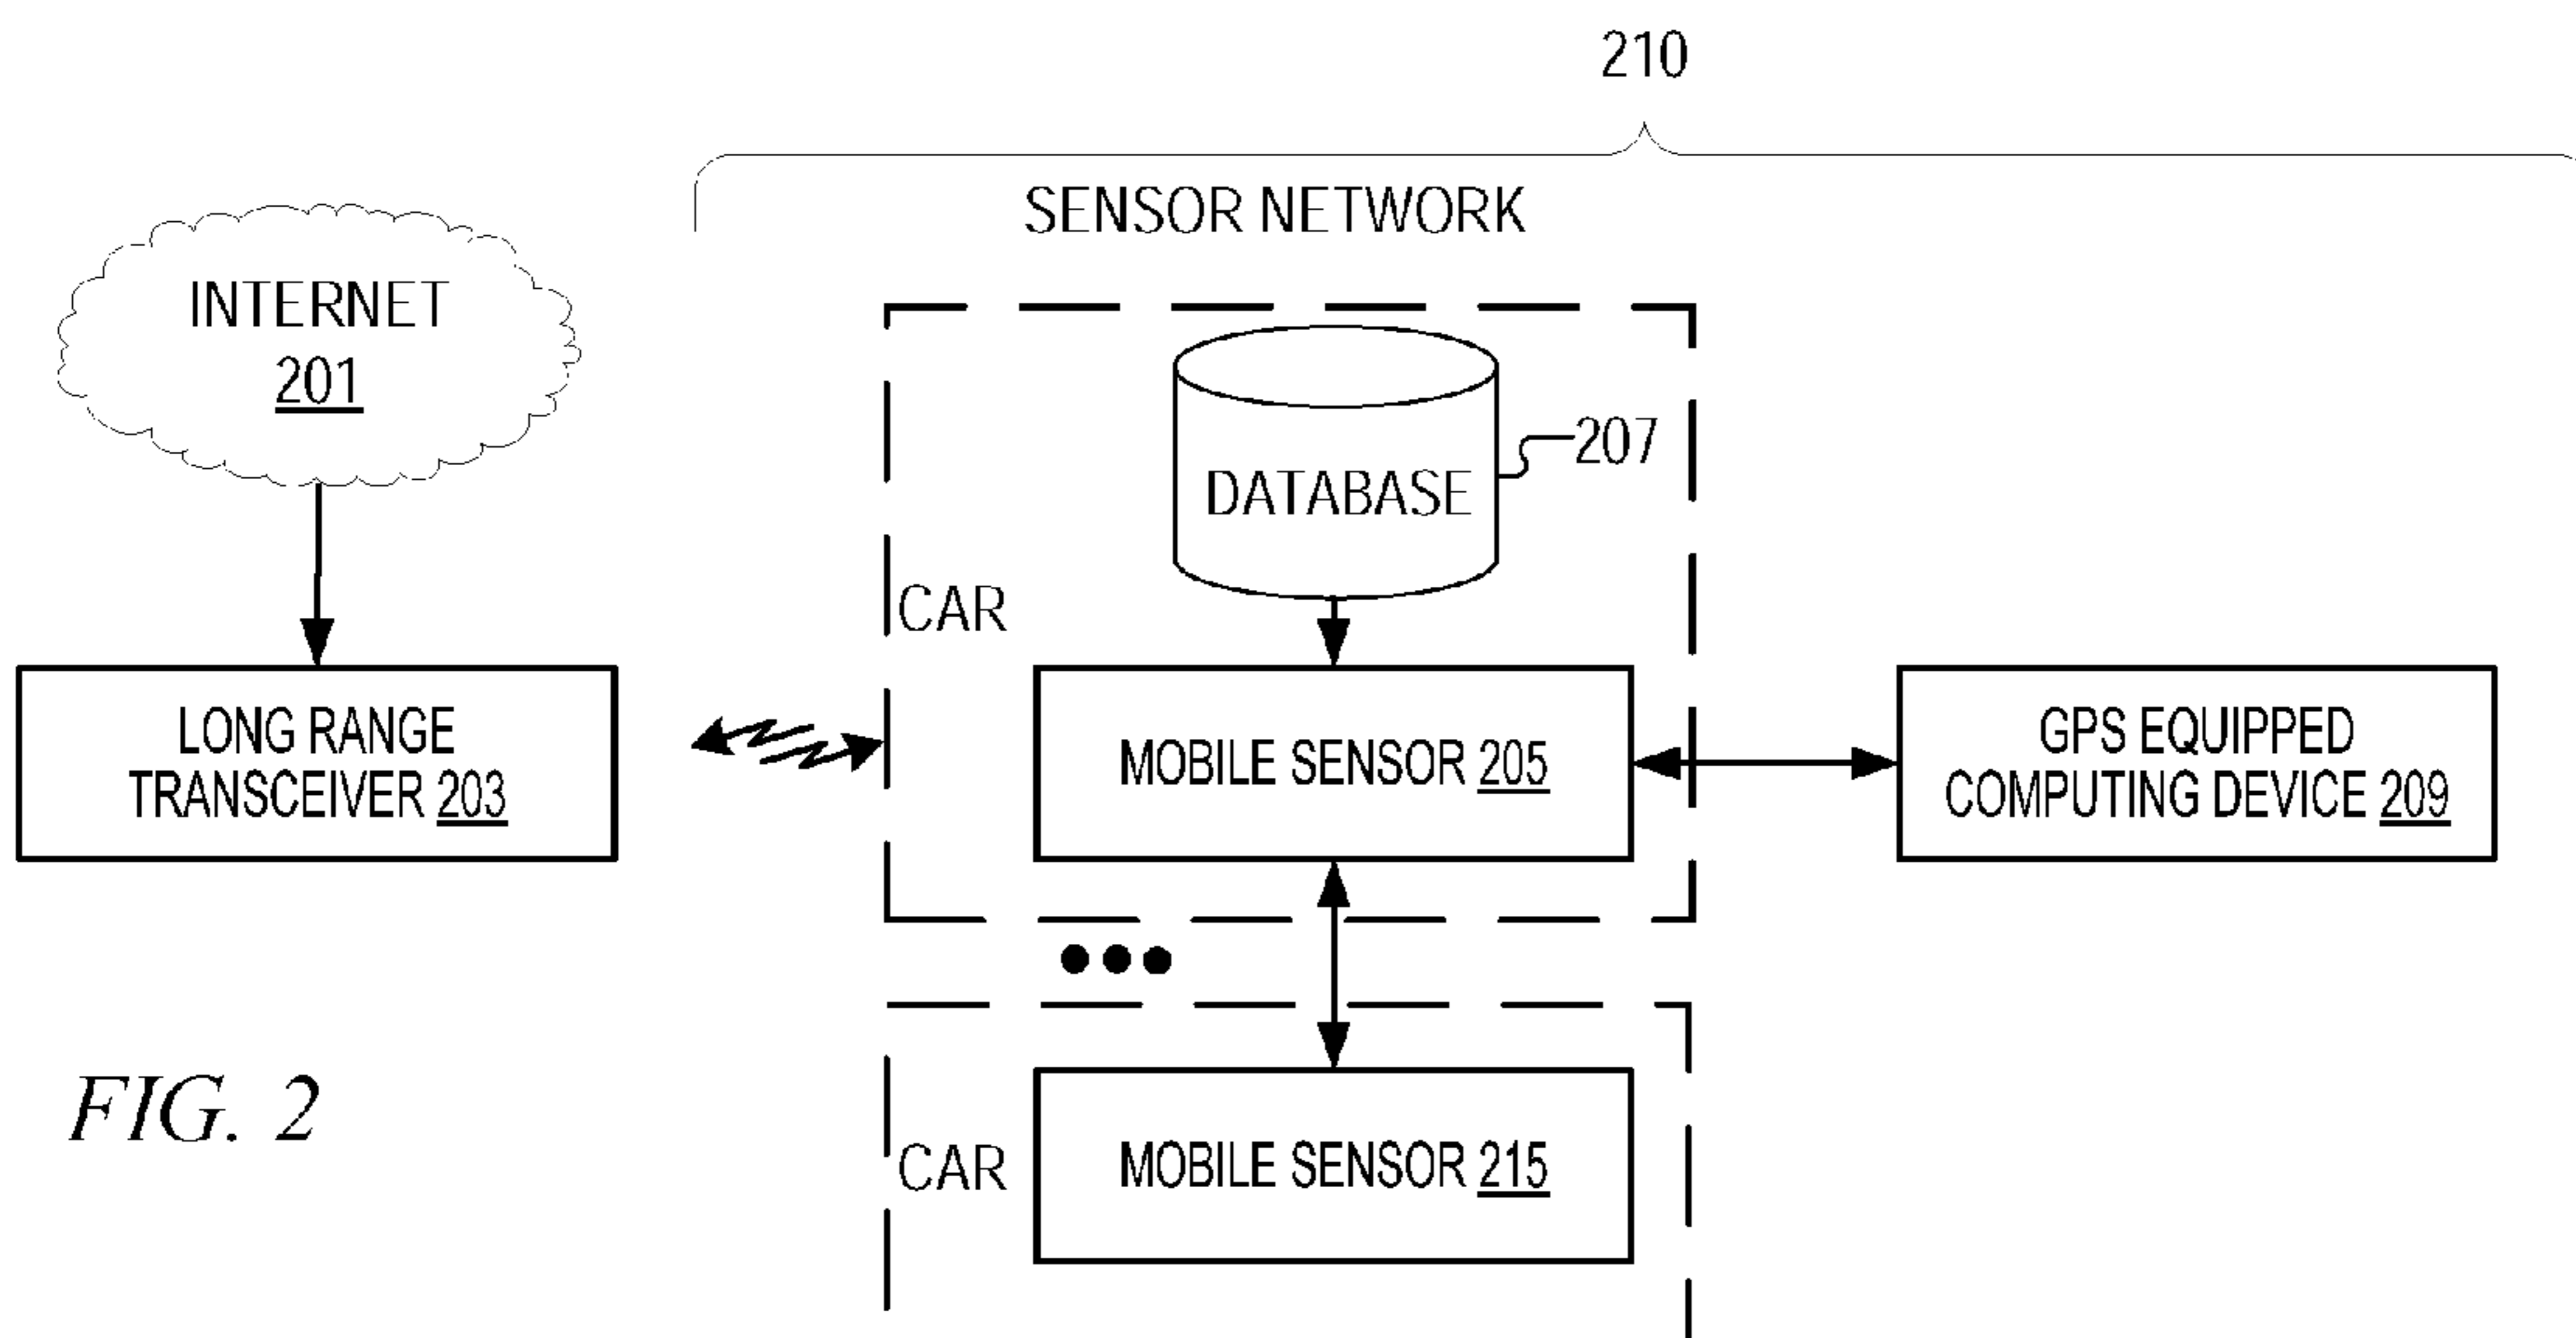 210
SENSOR NETWORK
INTERNET
201
207
DATABASE
CAR
LONG RANGE
TRANSCEIVER 203
MOBILE SENSOR 205
GPS EQUIPPED
COMPUTING DEVICE 209
FIG. 2
CAR
MOBILE SENSOR 215